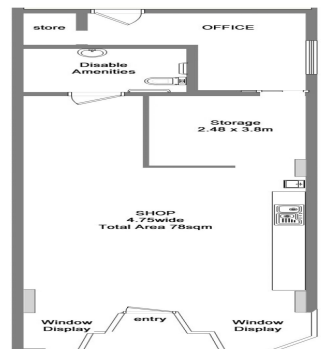 store
OFFICE
Disable
Amenities
Storage
2.48 x 3.8m
SHOP
4.75wide
Total Area 78sqm
Window
Display
entry
Window
Display